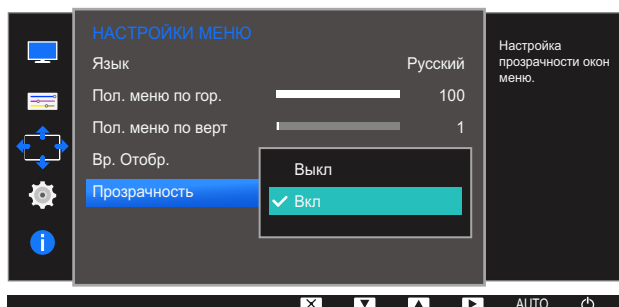 НАСТРОЙКИ МЕНЮ
Язык Русский
Пол. меню по гор. 100
Пол. меню по верт 1
Вр. Отобр.
Прозрачность
Выкл
Вкл
Настройка
прозрачности окон
меню.
AUTO